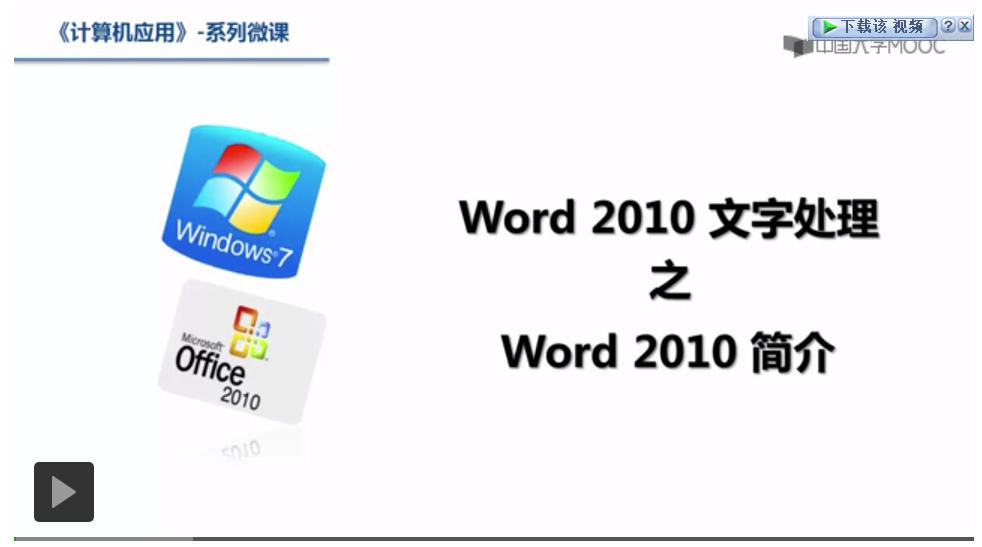 《计算机应用》-系列微课
下载该 视频
中国大学MOOC
Windows 7
Word 2010 文字处理
之
Word 2010 简介
Microsoft
Office
2010